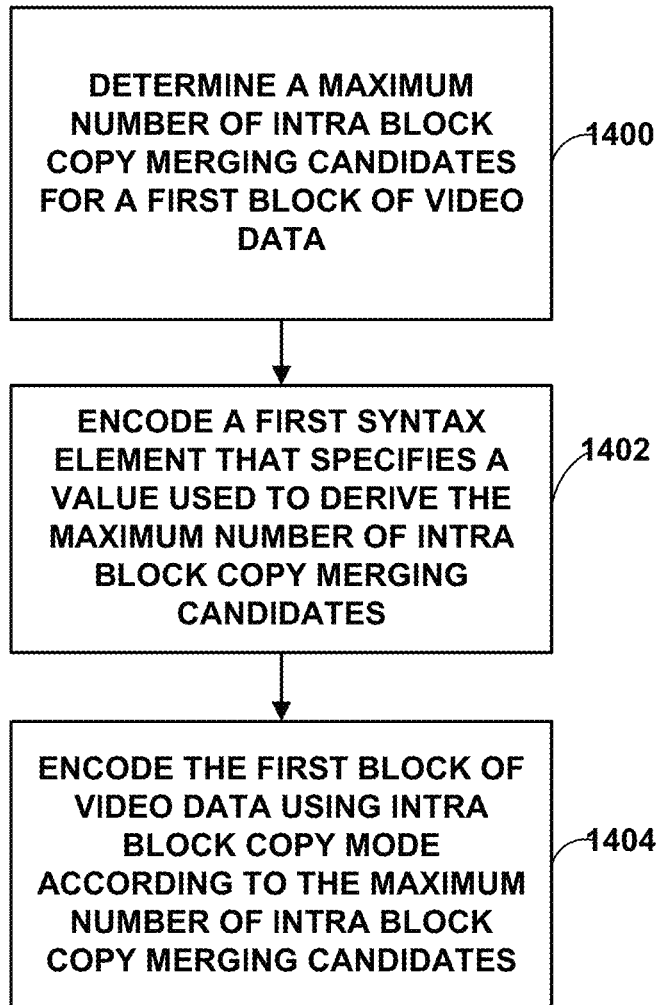 DETERMINE A MAXIMUM
NUMBER OF INTRA BLOCK
COPY MERGING CANDIDATES
FOR A FIRST BLOCK OF VIDEO
DATA
1400
ENCODE A FIRST SYNTAX
ELEMENT THAT SPECIFIES A
VALUE USED TO DERIVE THE
MAXIMUM NUMBER OF INTRA
BLOCK COPY MERGING
CANDIDATES
1402
ENCODE THE FIRST BLOCK OF
VIDEO DATA USING INTRA
BLOCK COPY MODE
ACCORDING TO THE MAXIMUM
NUMBER OF INTRA BLOCK
COPY MERGING CANDIDATES
1404